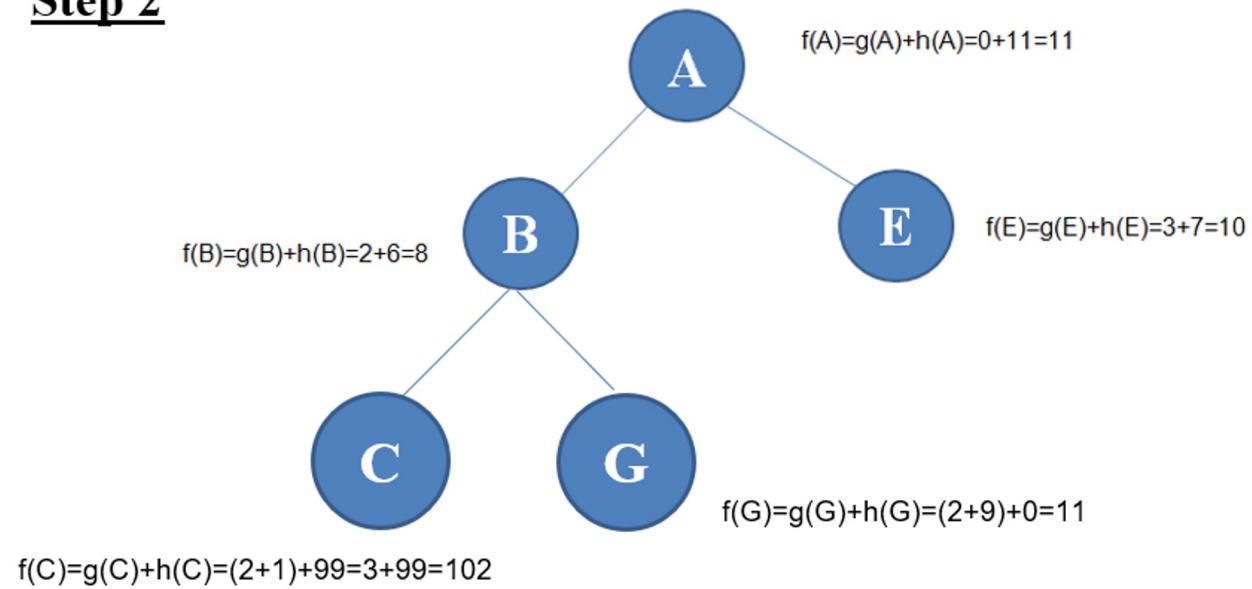 Step 2
A
f(A)=g(A)+h(A)=0+11=11
B
f(B)=g(B)+h(B)=2+6=8
E
f(E)=g(E)+h(E)=3+7=10
C
G
f(G)=g(G)+h(G)=(2+9)+0=11
f(C)=g(C)+h(C)=(2+1)+99=3+99=102